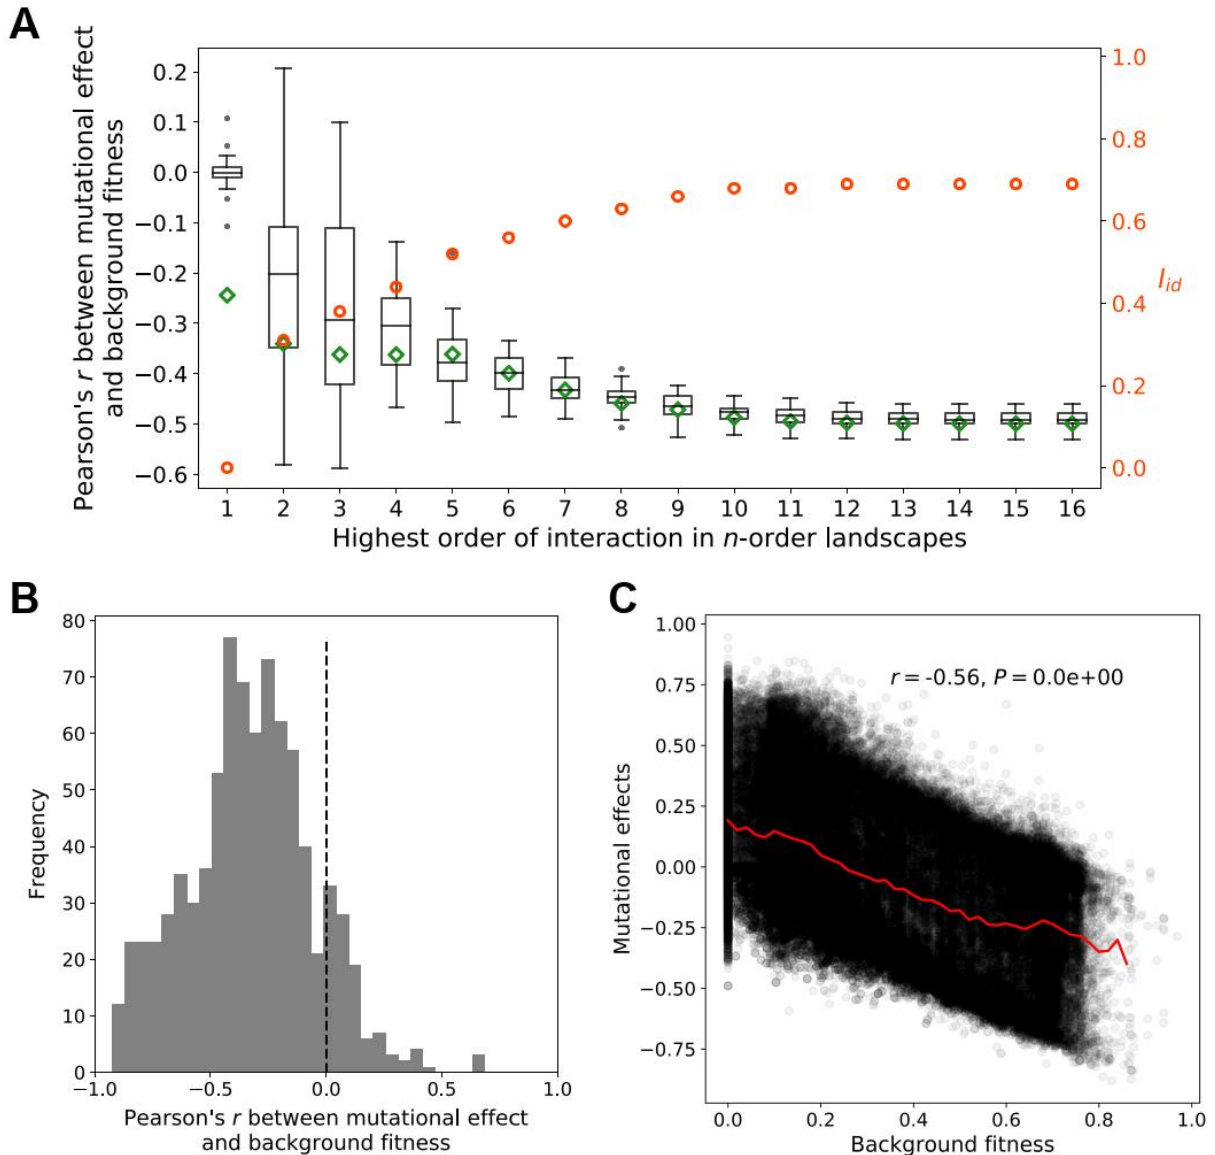 A
Pearson's r between mutational effect
and background fitness
0.2
0.1
0.0
−0.1
−0.2
−0.3
−0.4
−0.5
−0.6
1.0
0.8
0.6
0.4
0.2
0.0
I_id
1 2 3 4 5 6 7 8 9 10 11 12 13 14 15 16
Highest order of interaction in n-order landscapes
B
Frequency
80
70
60
50
40
30
20
10
0
−1.0 −0.5 0.0 0.5 1.0
Pearson's r between mutational effect
and background fitness
C
Mutational effects
1.00
0.75
0.50
0.25
0.00
−0.25
−0.50
−0.75
r = -0.56, P = 0.0e+00
0.0 0.2 0.4 0.6 0.8 1.0
Background fitness